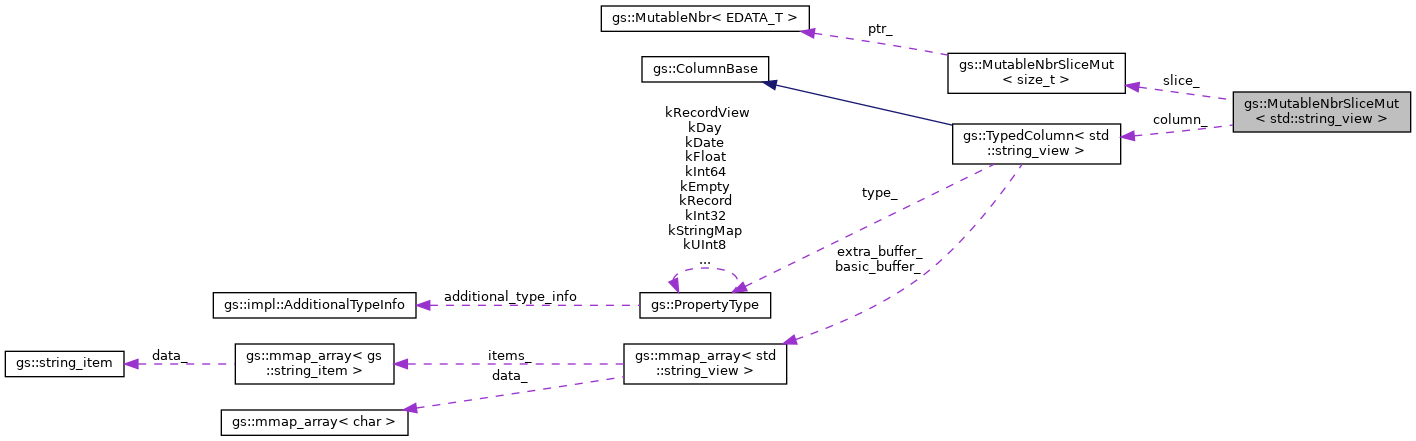 gs::MutableNbr< EDATA_T >
ptr_
gs::MutableNbrSliceMut
< size_t >
slice_
gs::MutableNbrSliceMut
< std::string_view >
gs::ColumnBase
column_
gs::TypedColumn< std
::string_view >
kRecordView
kDay
kDate
kFloat
kInt64
kEmpty
kRecord
kInt32
kStringMap
kUInt8
...
type_
extra_buffer_
basic_buffer_
gs::impl::AdditionalTypeInfo
additional_type_info
gs::PropertyType
gs::string_item
data_
gs::mmap_array< gs
::string_item >
items_
gs::mmap_array< std
::string_view >
data_
gs::mmap_array< char >